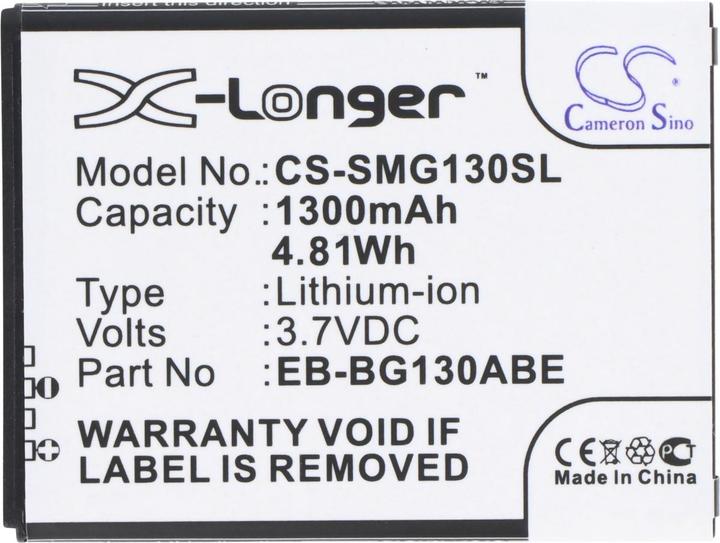 X-Longer™
CS
Cameron Sino
Model No.: CS-SMG130SL
Capacity :1300mAh
4.81Wh
Type :Lithium-ion
Volts :3.7VDC
Part No :EB-BG130ABE
WARRANTY VOID IF
LABEL IS REMOVED
CE PCT
Made In China